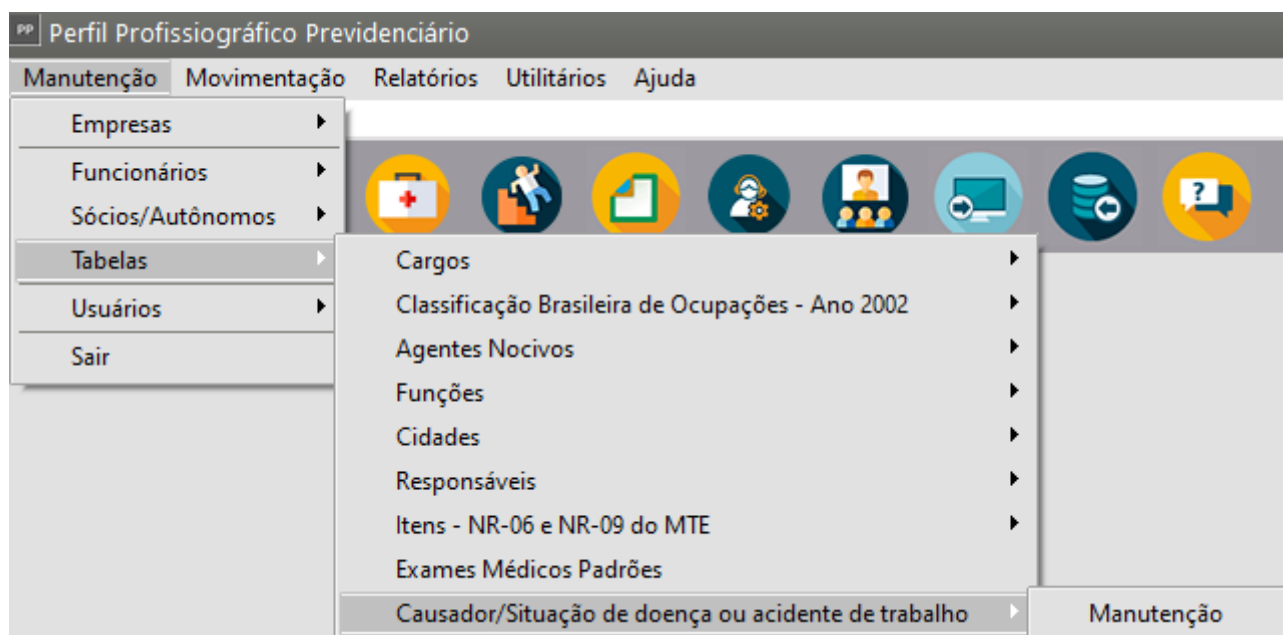 PP Perfil Profissiográfico Previdenciário
Manutenção Movimentação Relatórios Utilitários Ajuda
Empresas
Funcionários
Sócios/Autônomos
Tabelas
Usuários
Sair
?
Cargos
Classificação Brasileira de Ocupações - Ano 2002
Agentes Nocivos
Funções
Cidades
Responsáveis
Itens - NR-06 e NR-09 do MTE
Exames Médicos Padrões
Causador/Situação de doença ou acidente de trabalho
Manutenção